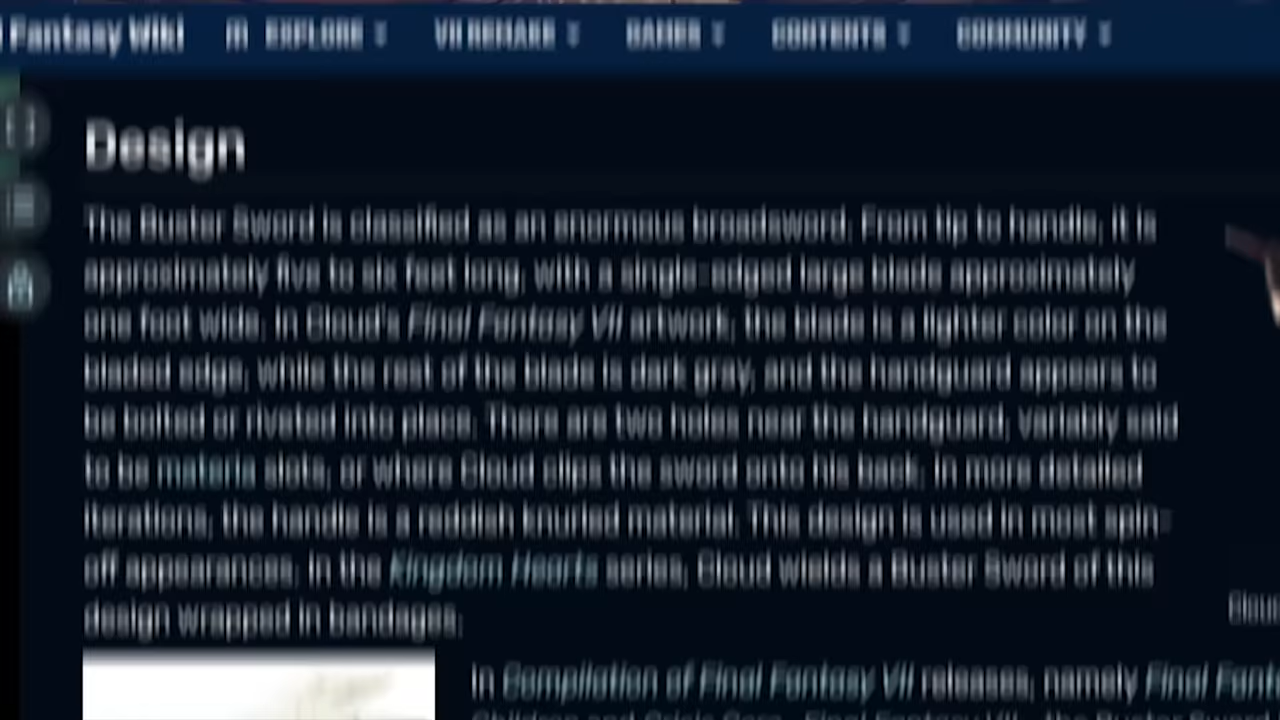 Fantasy Wiki EXPLORE VII REMAKE GAMES CONTENTS COMMUNITY
Design
The Buster Sword is classified as an enormous broadsword. From tip to handle, it is
approximately five to six feet long, with a single-edged large blade approximately
one foot wide. In Cloud's Final Fantasy VII artwork, the blade is a lighter color on the
bladed edge, while the rest of the blade is dark gray, and the handguard appears to
be bolted or riveted into place. There are two holes near the handguard, variably said
to be materia slots, or where Cloud clips the sword onto his back. In more detailed
iterations, the handle is a reddish knurled material. This design is used in most spin-
off appearances. In the Kingdom Hearts series, Cloud wields a Buster Sword of this
design wrapped in bandages.
In Compilation of Final Fantasy VII releases, namely Final